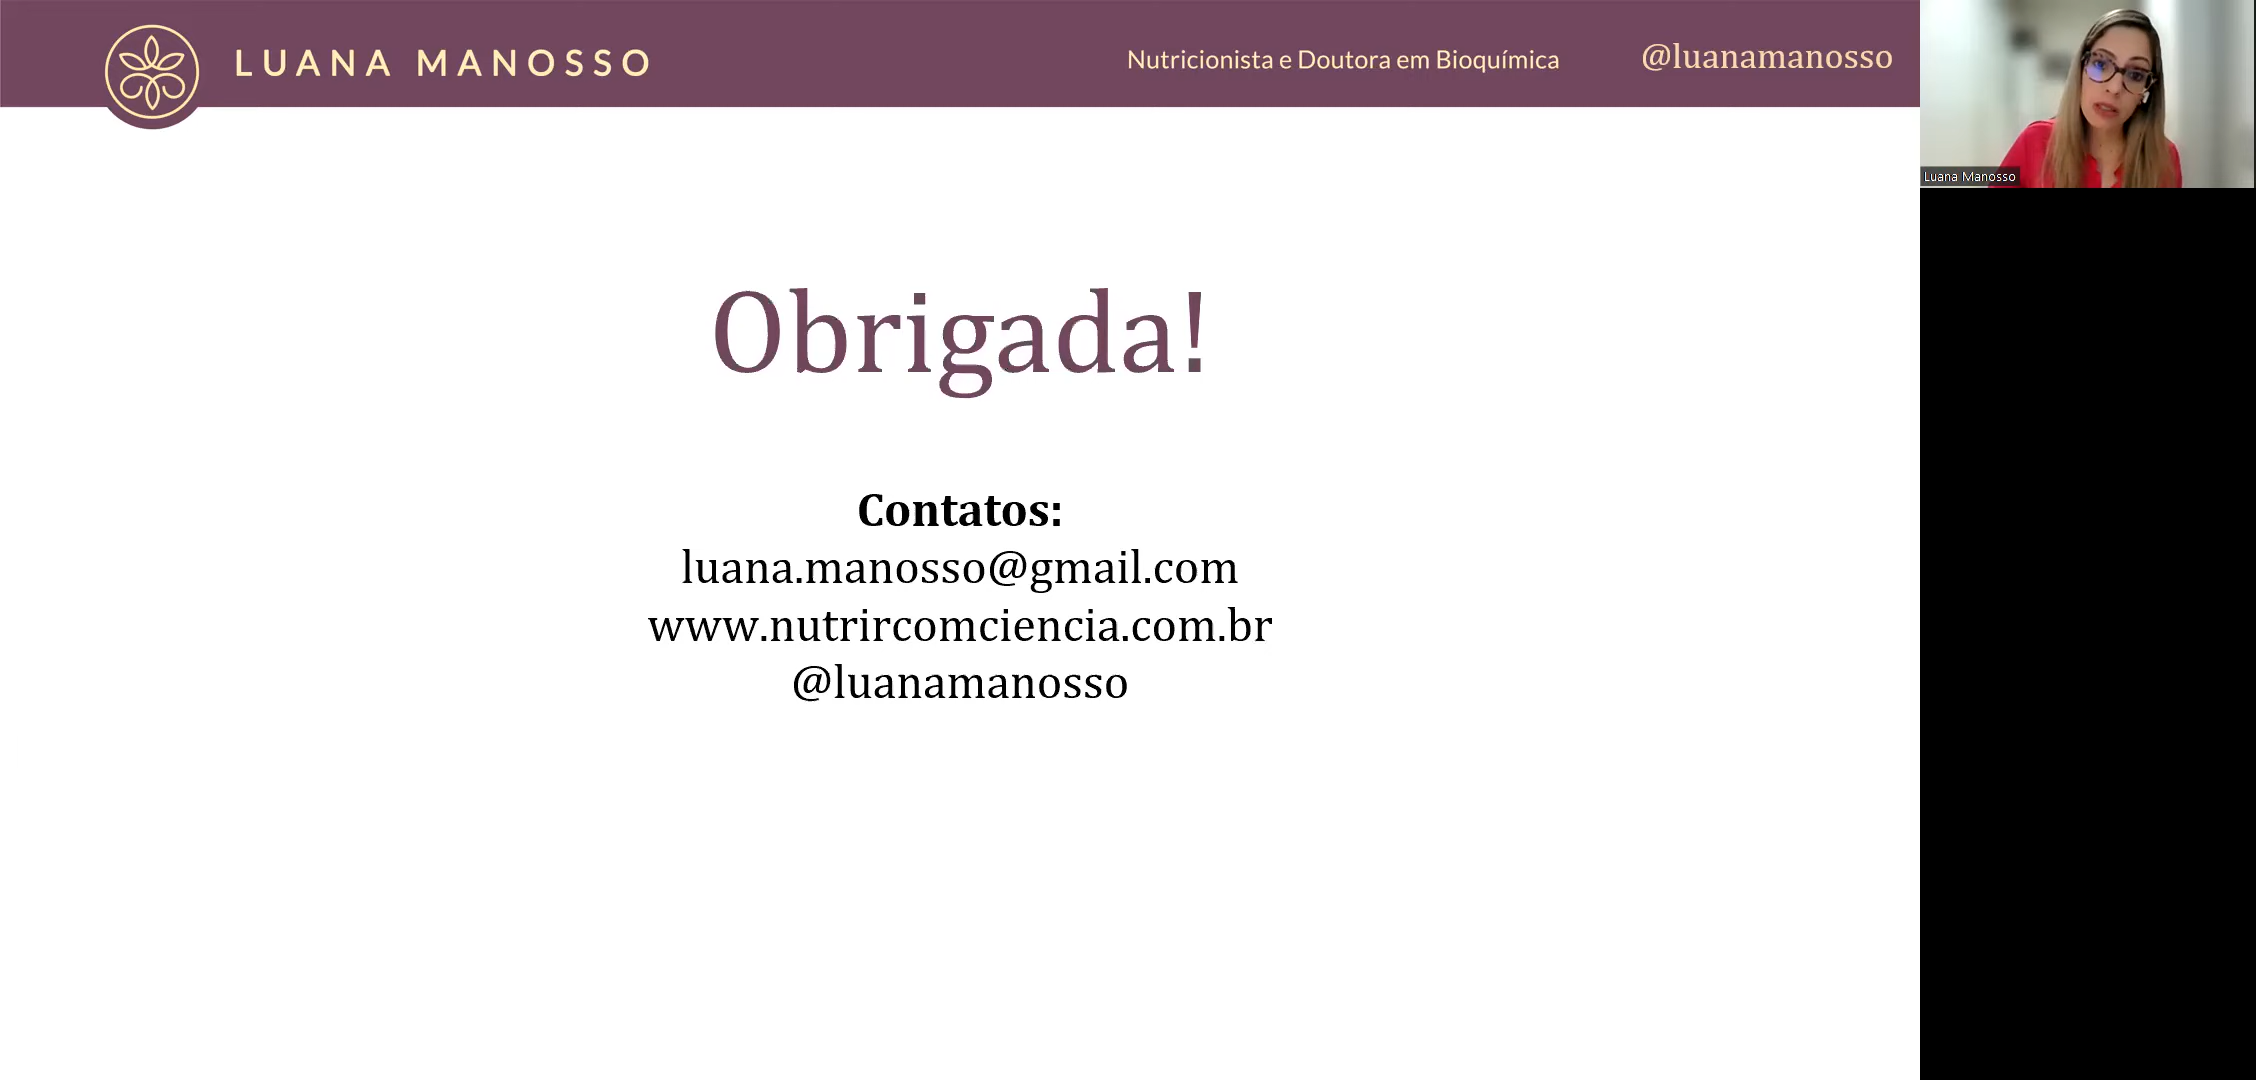 LUANA MANOSSO
Nutricionista e Doutora em Bioquímica
@luanamanosso
Luana Manosso
Obrigada!
Contatos:
luana.manosso@gmail.com
www.nutrircomciencia.com.br
@luanamanosso